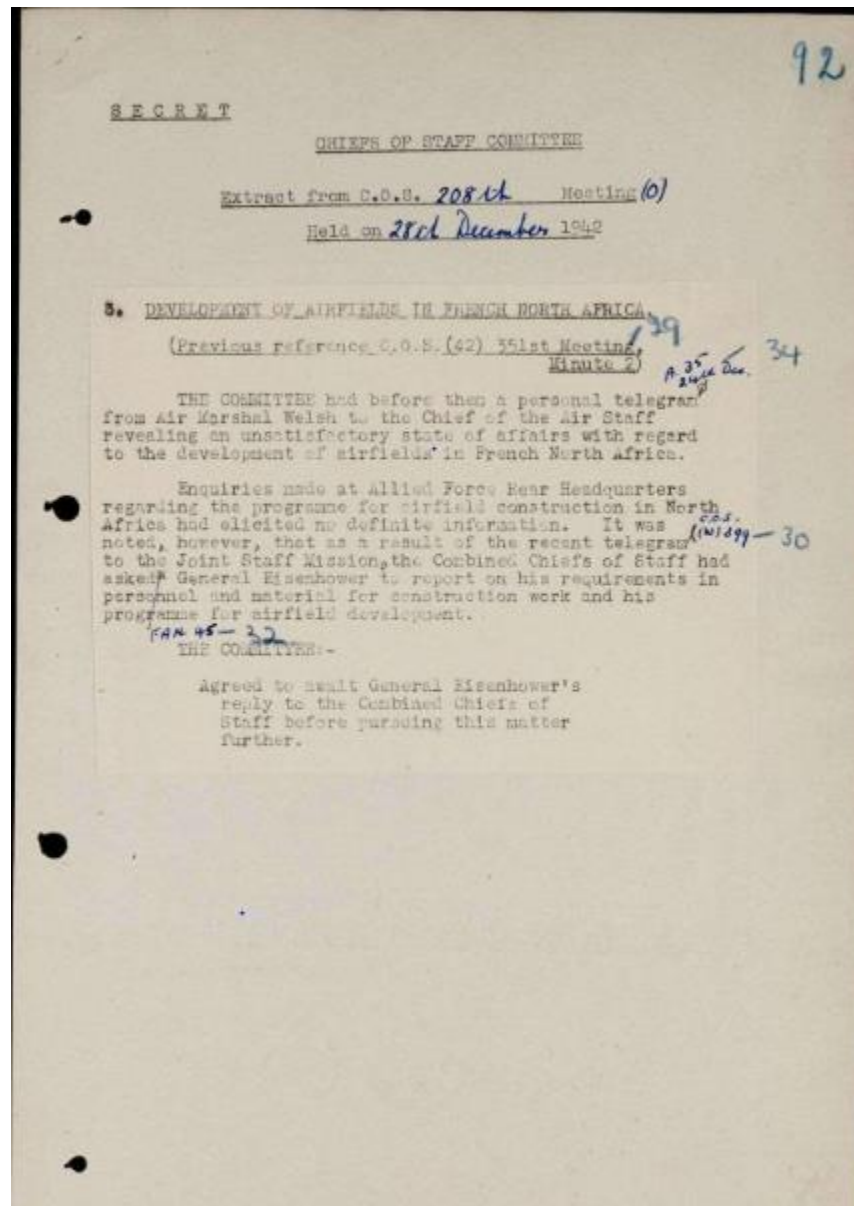 92
SECRET
CHIEFS OF STAFF COMMITTEE
Extract from C.O.S. 208th Meeting (O)
Held on 28th December 1942
3. DEVELOPMENT OF AIRFIELDS IN FRENCH NORTH AFRICA.
29
(Previous reference C.O.S. (42) 351st Meeting,
Minute 2)
A. 35
24th Dec.
34
THE COMMITTEE had before them a personal telegram
from Air Marshal Welsh to the Chief of the Air Staff
revealing an unsatisfactory state of affairs with regard
to the development of airfields in French North Africa.
Enquiries made at Allied Force Rear Headquarters
regarding the programme for airfield construction in North
Africa had elicited no definite information. It was
C.O.S.
noted, however, that as a result of the recent telegram (W) 399 — 30
to the Joint Staff Mission, the Combined Chiefs of Staff had
asked General Eisenhower to report on his requirements in
personnel and material for construction work and his
programme for airfield development.
FAN 45 — 32
THE COMMITTEE:-
Agreed to await General Eisenhower's
reply to the Combined Chiefs of
Staff before pursuing this matter
further.